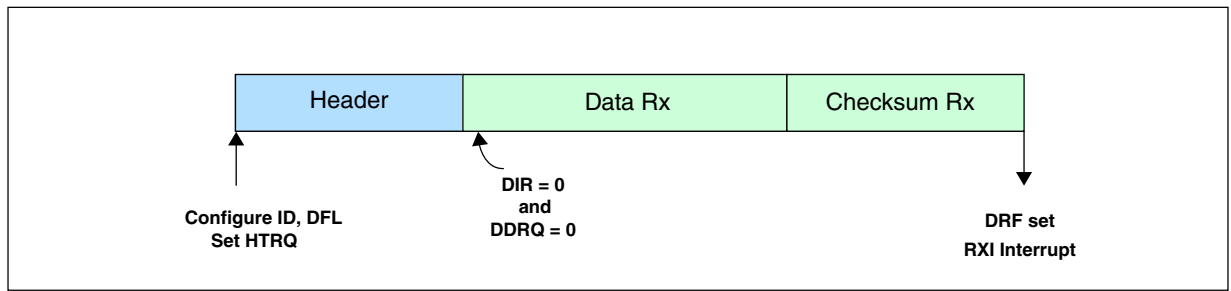 Header
Data Rx
Checksum Rx
Configure ID, DFL
Set HTRQ
DIR = 0
and
DDRQ = 0
DRF set
RXI Interrupt